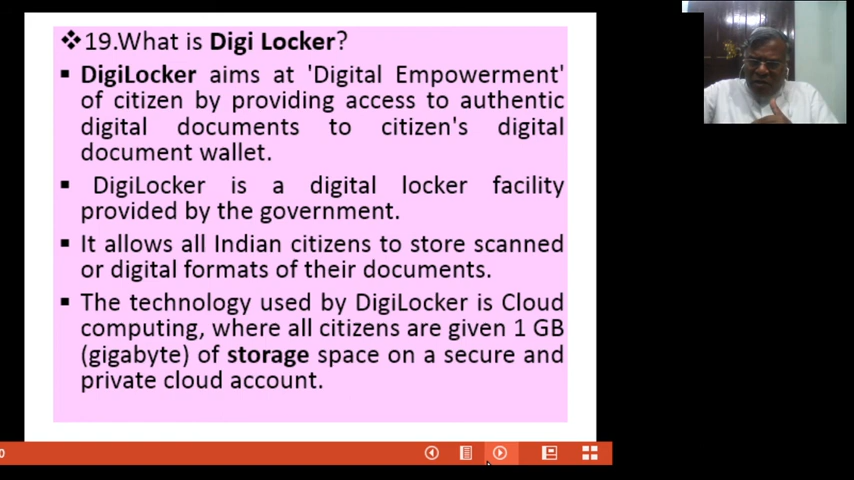 ❖19.What is Digi Locker?
▪ DigiLocker aims at 'Digital Empowerment'
of citizen by providing access to authentic
digital documents to citizen's digital
document wallet.
▪ DigiLocker is a digital locker facility
provided by the government.
▪ It allows all Indian citizens to store scanned
or digital formats of their documents.
▪ The technology used by DigiLocker is Cloud
computing, where all citizens are given 1 GB
(gigabyte) of storage space on a secure and
private cloud account.
0